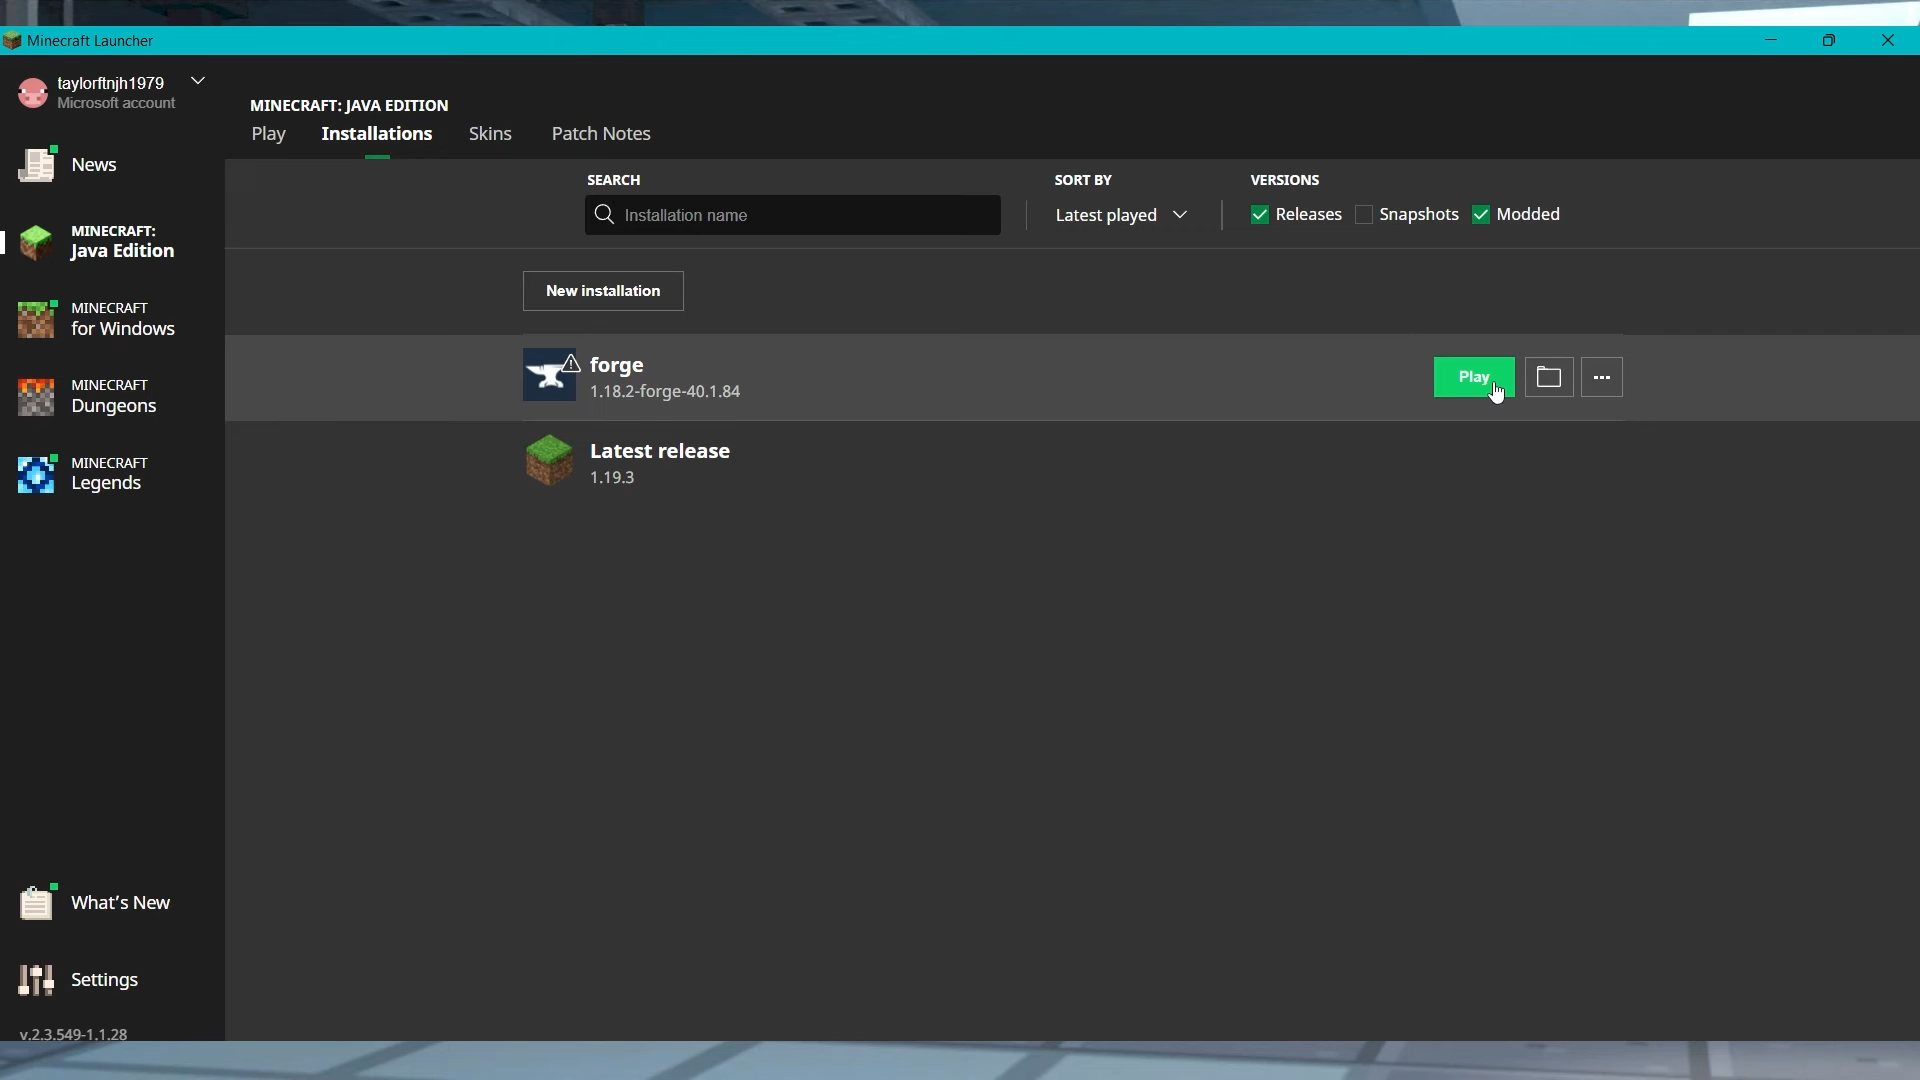 Minecraft Launcher
taylorftnjh1979
Microsoft account
News
MINECRAFT:
Java Edition
MINECRAFT
for Windows
MINECRAFT
Dungeons
MINECRAFT
Legends
What's New
Settings
v.2.3.549-1.1.28
MINECRAFT: JAVA EDITION
Play Installations Skins Patch Notes
SEARCH SORT BY VERSIONS
Installation name Latest played Releases Snapshots Modded
New installation
forge
1.18.2-forge-40.1.84
Play
Latest release
1.19.3